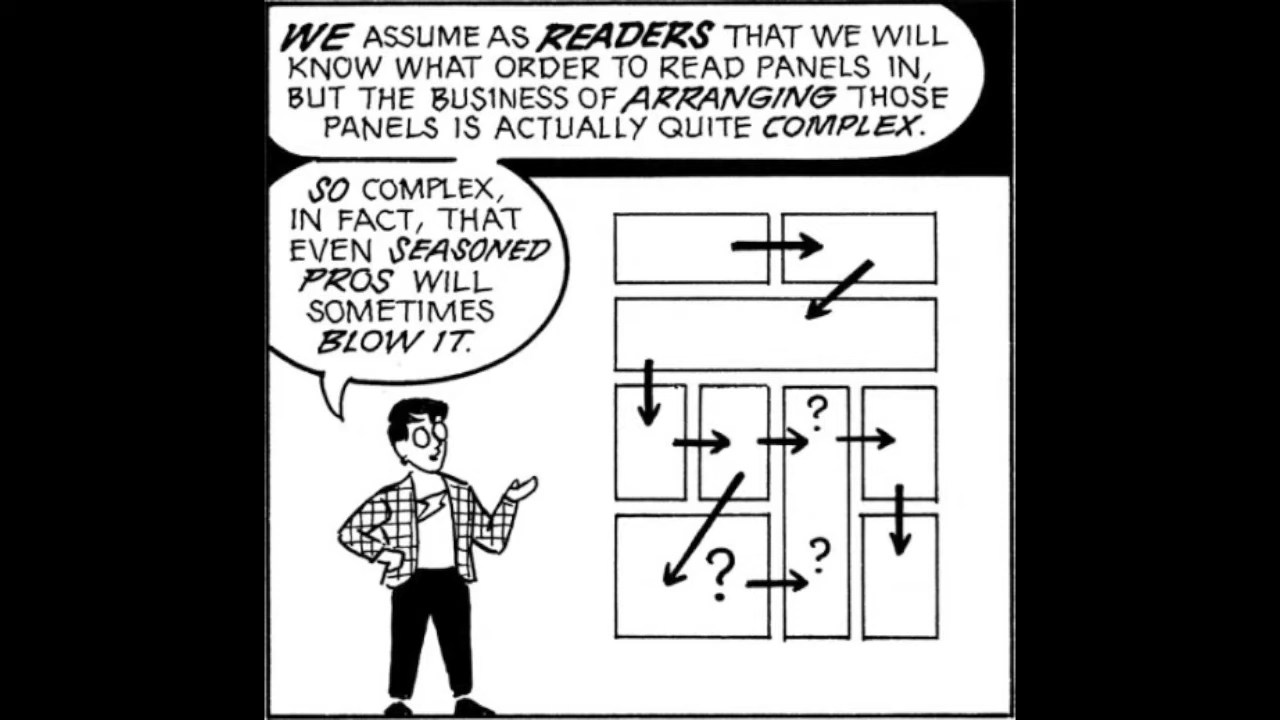 WE ASSUME AS READERS THAT WE WILL
KNOW WHAT ORDER TO READ PANELS IN,
BUT THE BUSINESS OF ARRANGING THOSE
PANELS IS ACTUALLY QUITE COMPLEX.
SO COMPLEX,
IN FACT, THAT
EVEN SEASONED
PROS WILL
SOMETIMES
BLOW IT.
?
?
?